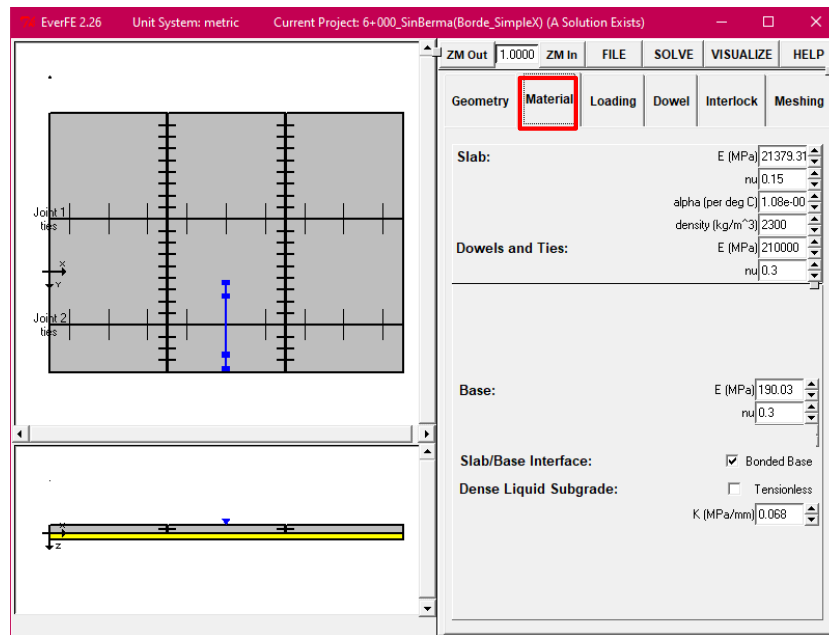 EverFE 2.26 Unit System: metric Current Project: 6+000_SinBerma(Borde_SimpleX) (A Solution Exists)
ZM Out 1.0000 ZM In FILE SOLVE VISUALIZE HELP
Geometry Material Loading Dowel Interlock Meshing
Slab: E (MPa) 21379.31
nu 0.15
alpha (per deg C) 1.08e-00
density (kg/m^3) 2300
Dowels and Ties: E (MPa) 210000
nu 0.3
Base: E (MPa) 190.03
nu 0.3
Slab/Base Interface: Bonded Base
Dense Liquid Subgrade: Tensionless
K (MPa/mm) 0.068
Joint 1
ties
X
Y
Joint 2
ties
X
Z